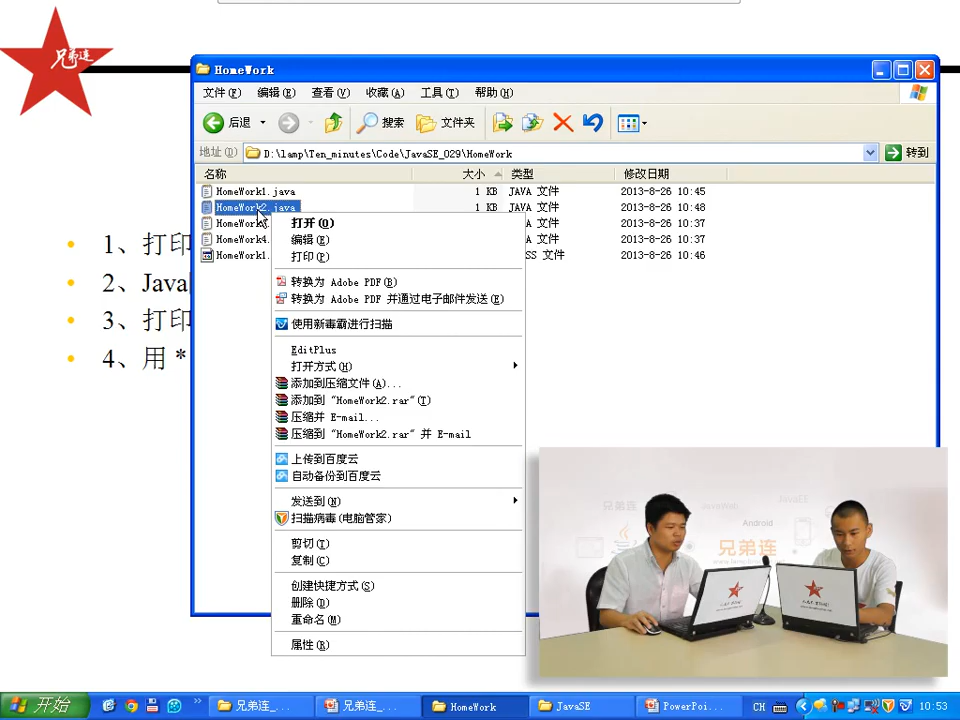 兄弟连
HomeWork
文件(F) 编辑(E) 查看(V) 收藏(A) 工具(T) 帮助(H)
后退 搜索 文件夹
地址(D) D:\lamp\Ten_minutes\Code\JavaSE_029\HomeWork 转到
名称 大小 类型 修改日期
HomeWork1.java 1 KB JAVA 文件 2013-8-26 10:45
HomeWork2.java 1 KB JAVA 文件 2013-8-26 10:48
HomeWork3. A 文件 2013-8-26 10:37
HomeWork4. A 文件 2013-8-26 10:37
HomeWork1. SS 文件 2013-8-26 10:46
• 1、打印
• 2、Java
• 3、打印
• 4、用 *
打开(O)
编辑(E)
打印(P)
转换为 Adobe PDF(B)
转换为 Adobe PDF 并通过电子邮件发送(E)
使用新毒霸进行扫描
EditPlus
打开方式(H)
添加到压缩文件(A)...
添加到 "HomeWork2.rar"(T)
压缩并 E-mail...
压缩到 "HomeWork2.rar" 并 E-mail
上传到百度云
自动备份到百度云
发送到(N)
扫描病毒(电脑管家)
剪切(T)
复制(C)
创建快捷方式(S)
删除(D)
重命名(M)
属性(R)
兄弟连 JavaWeb JavaEE
Android
兄弟连
开始 兄弟连_... 兄弟连_... HomeWork JavaSE PowerPoi... CH 10:53